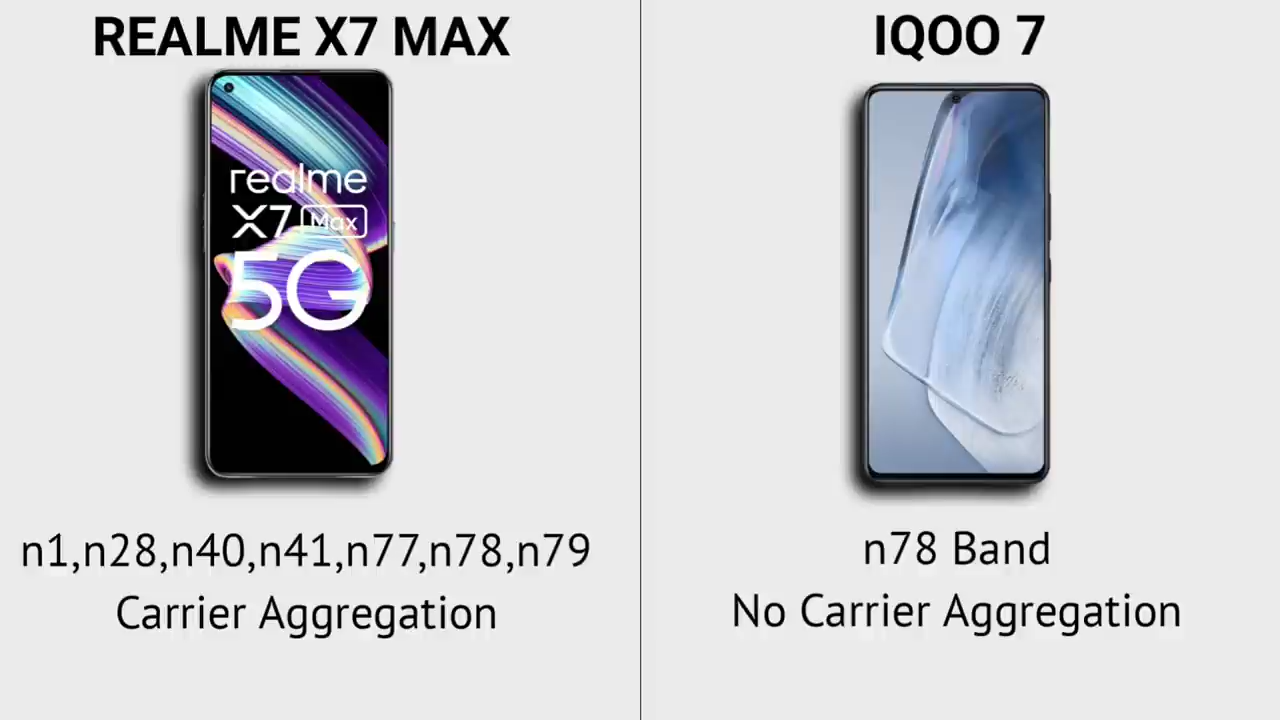 REALME X7 MAX
realme
X7 Max
5G
n1,n28,n40,n41,n77,n78,n79
Carrier Aggregation
IQOO 7
n78 Band
No Carrier Aggregation